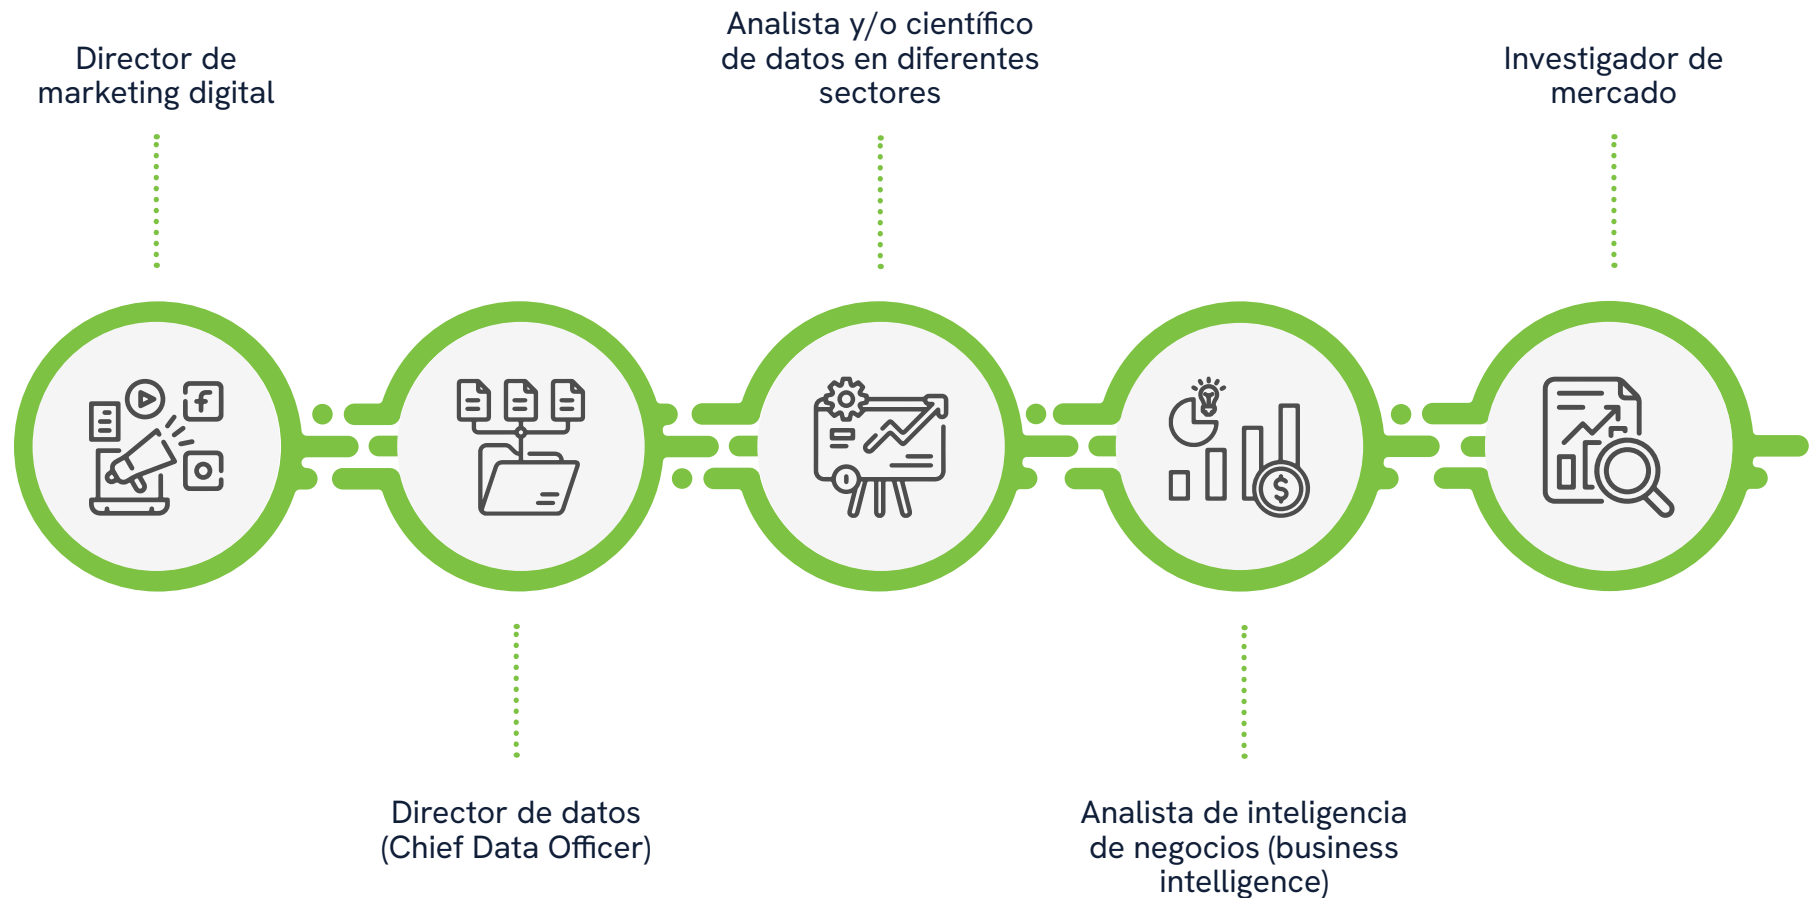 Director de
marketing digital
Analista y/o científico
de datos en diferentes
sectores
Investigador de
mercado
Director de datos
(Chief Data Officer)
Analista de inteligencia
de negocios (business
intelligence)